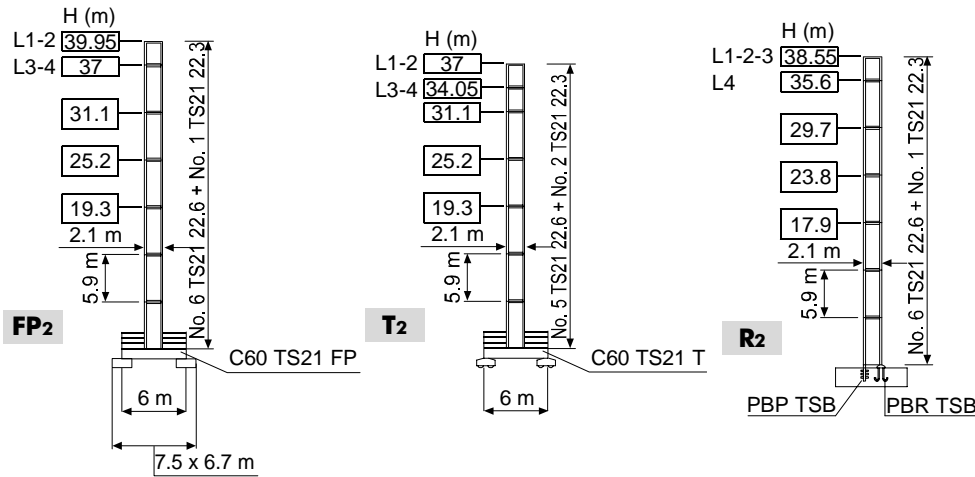 H (m)
L1-2 39.95
L3-4 37
31.1
25.2
19.3
2.1 m
5.9 m
No. 6 TS21 22.6 + No. 1 TS21 22.3
FP2
C60 TS21 FP
6 m
7.5 x 6.7 m
H (m)
L1-2 37
L3-4 34.05
31.1
25.2
19.3
2.1 m
5.9 m
No. 5 TS21 22.6 + No. 2 TS21 22.3
T2
C60 TS21 T
6 m
H (m)
L1-2-3 38.55
L4 35.6
29.7
23.8
17.9
2.1 m
5.9 m
No. 6 TS21 22.6 + No. 1 TS21 22.3
R2
PBP TSB
PBR TSB